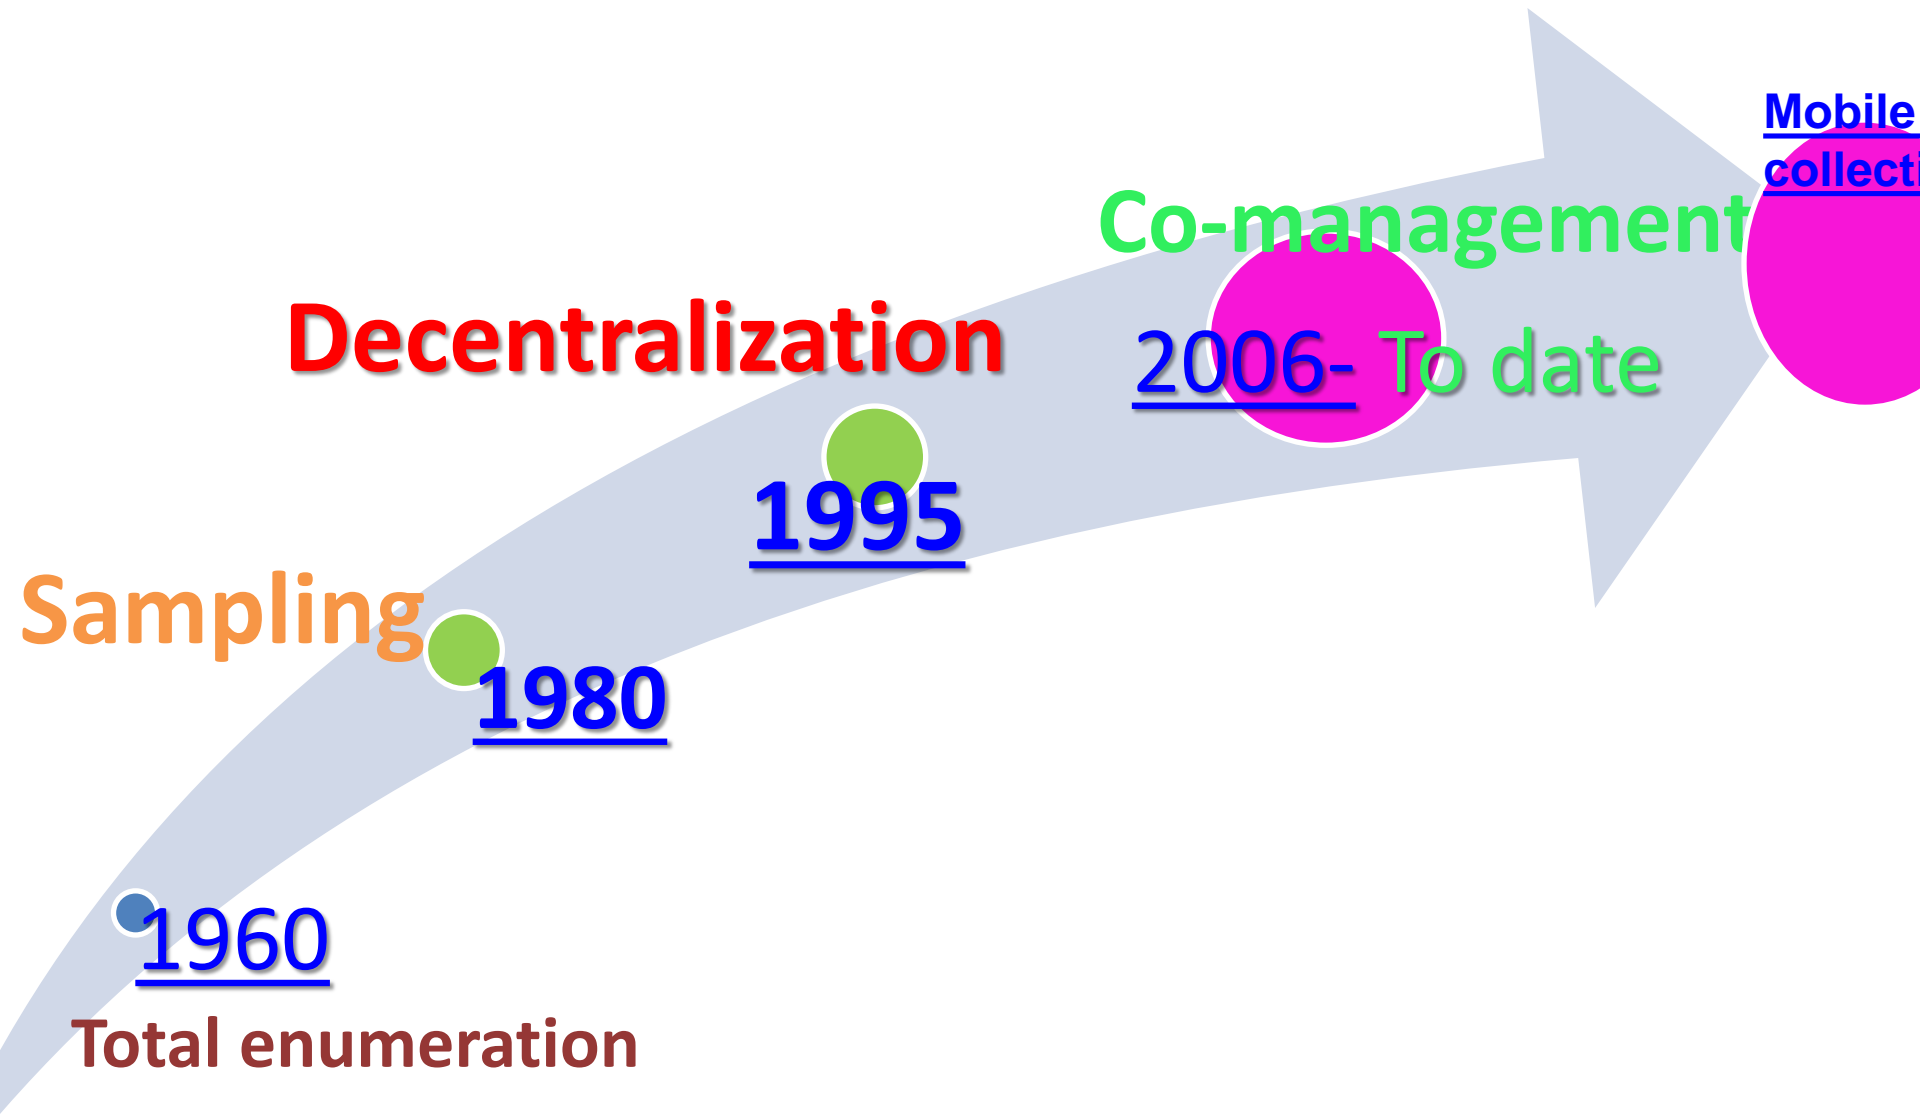 Mobile
Co-management
2006- To date
Decentralization
1995
Sampling
1980
1960
Total enumeration